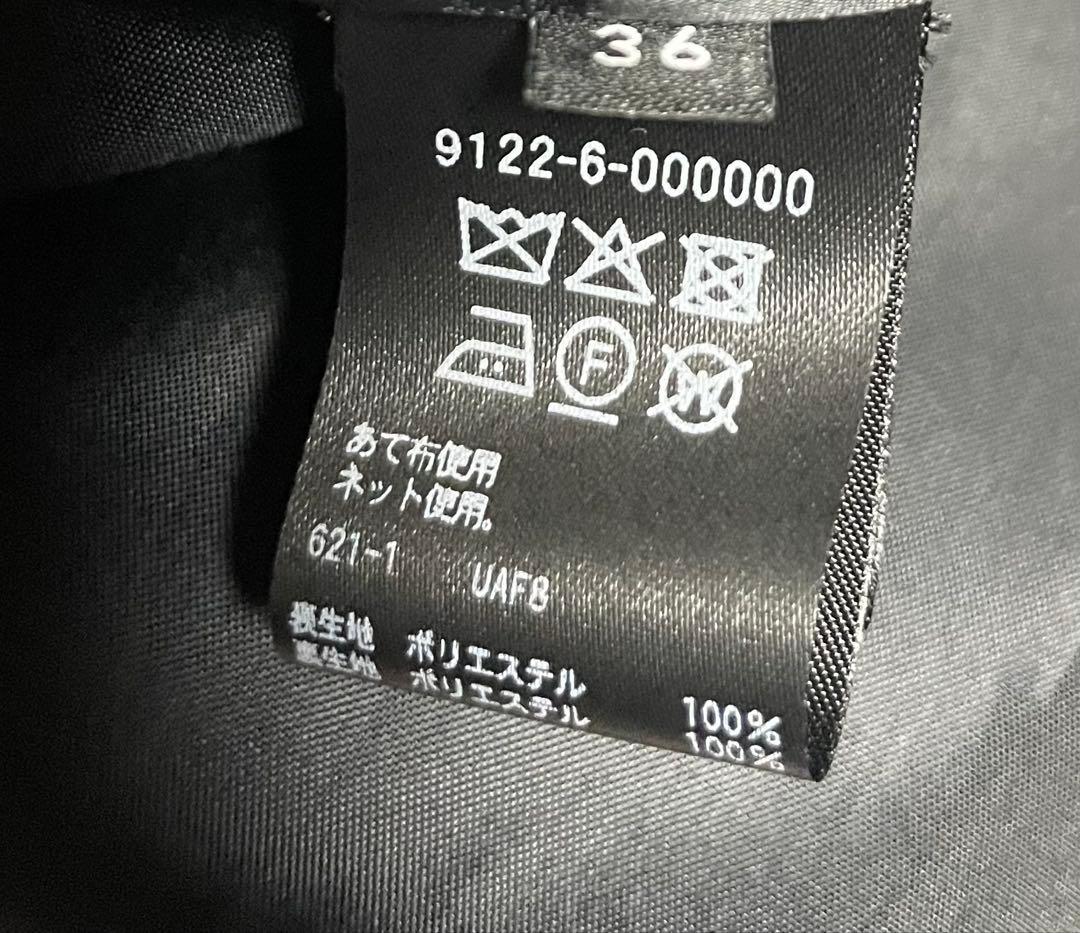 36
9122-6-000000
F
W
あて布使用
ネット使用。
621-1 UAF8
表生地 ポリエステル 100%
裏生地 ポリエステル 100%